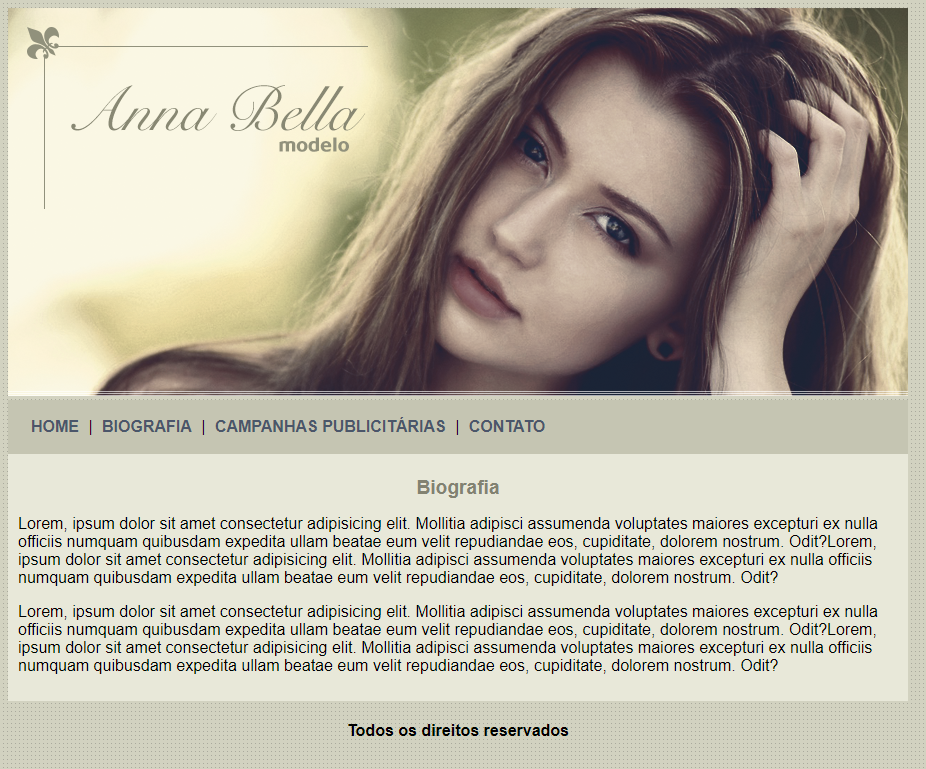 Anna Bella
modelo
HOME | BIOGRAFIA | CAMPANHAS PUBLICITÁRIAS | CONTATO
Biografia
Lorem, ipsum dolor sit amet consectetur adipisicing elit. Mollitia adipisci assumenda voluptates maiores excepturi ex nulla
officiis numquam quibusdam expedita ullam beatae eum velit repudiandae eos, cupiditate, dolorem nostrum. Odit?Lorem,
ipsum dolor sit amet consectetur adipisicing elit. Mollitia adipisci assumenda voluptates maiores excepturi ex nulla officiis
numquam quibusdam expedita ullam beatae eum velit repudiandae eos, cupiditate, dolorem nostrum. Odit?
Lorem, ipsum dolor sit amet consectetur adipisicing elit. Mollitia adipisci assumenda voluptates maiores excepturi ex nulla
officiis numquam quibusdam expedita ullam beatae eum velit repudiandae eos, cupiditate, dolorem nostrum. Odit?Lorem,
ipsum dolor sit amet consectetur adipisicing elit. Mollitia adipisci assumenda voluptates maiores excepturi ex nulla officiis
numquam quibusdam expedita ullam beatae eum velit repudiandae eos, cupiditate, dolorem nostrum. Odit?
Todos os direitos reservados